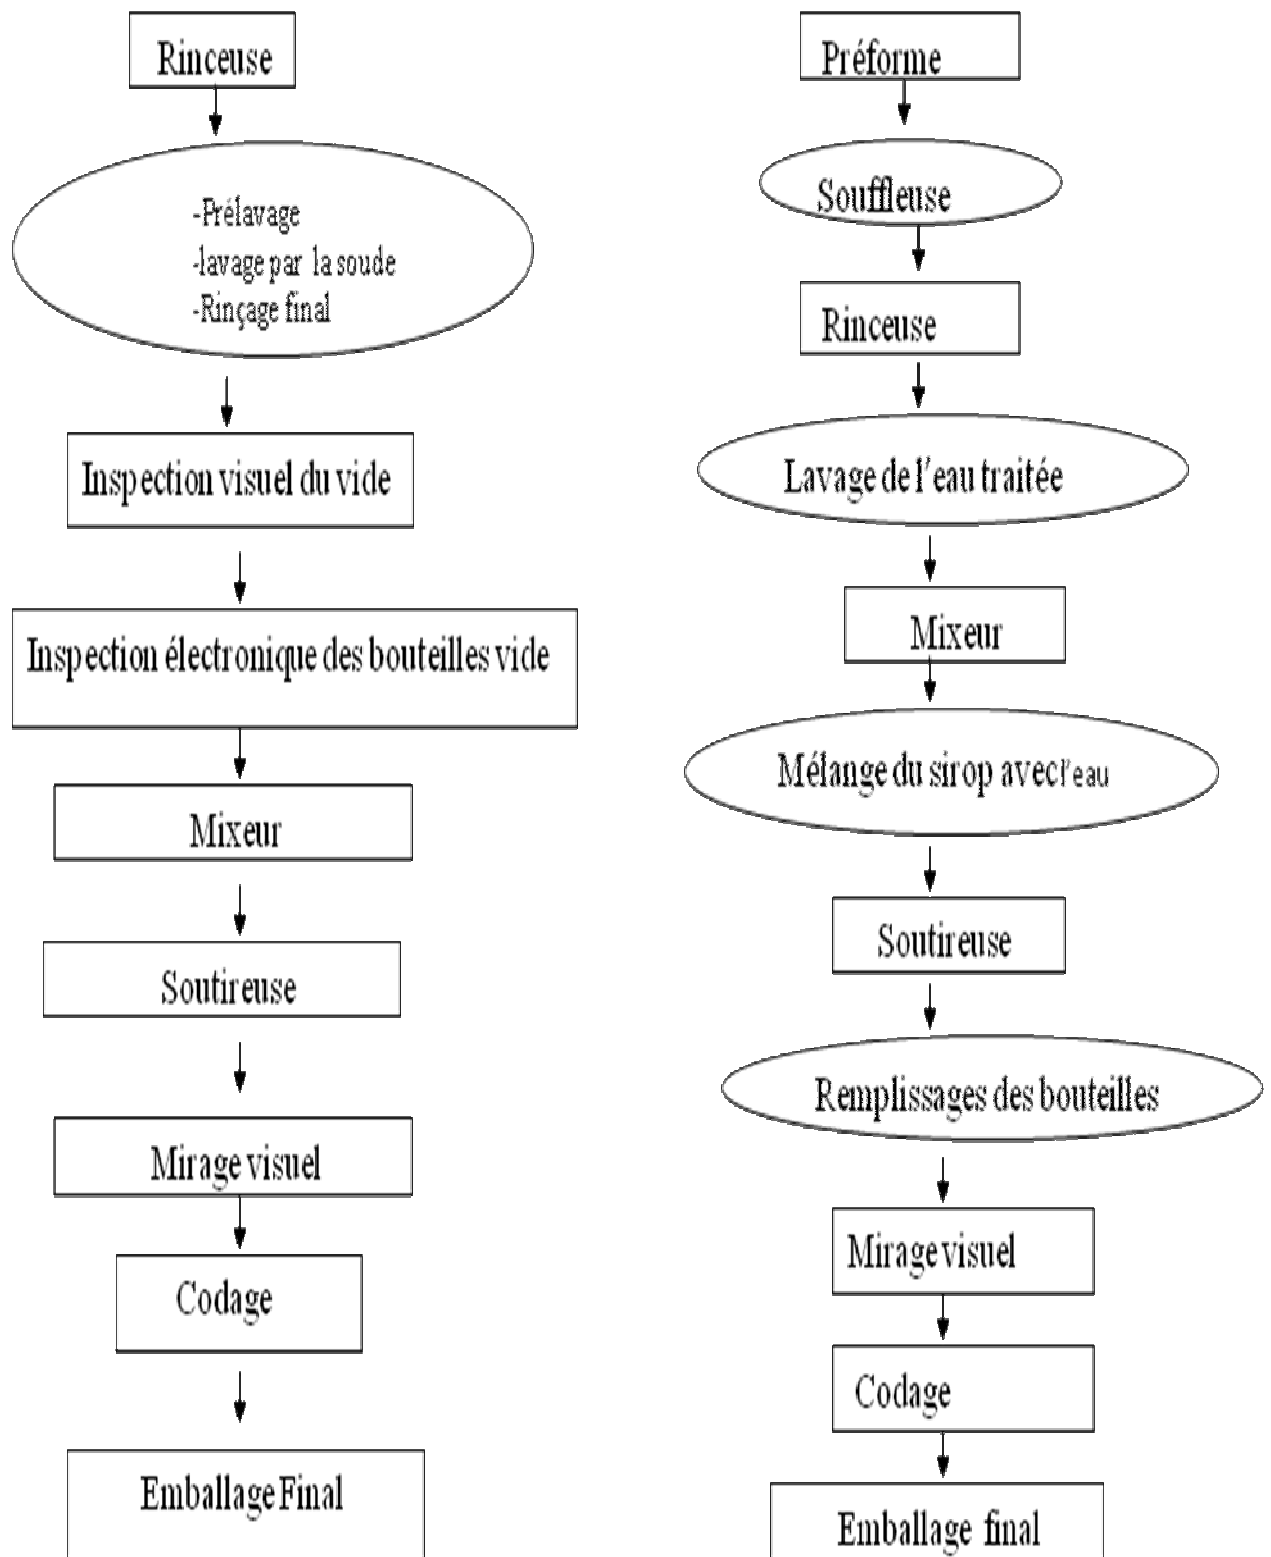 Rinceuse
-Prélavage
-lavage par la soude
-Rinçage final
Inspection visuel du vide
Inspection électronique des bouteilles vide
Mixeur
Soutireuse
Mirage visuel
Codage
Emballage Final
Préforme
Souffleuse
Rinceuse
Lavage de l'eau traitée
Mixeur
Mélange du sirop avec l'eau
Soutireuse
Remplissages des bouteilles
Mirage visuel
Codage
Emballage final